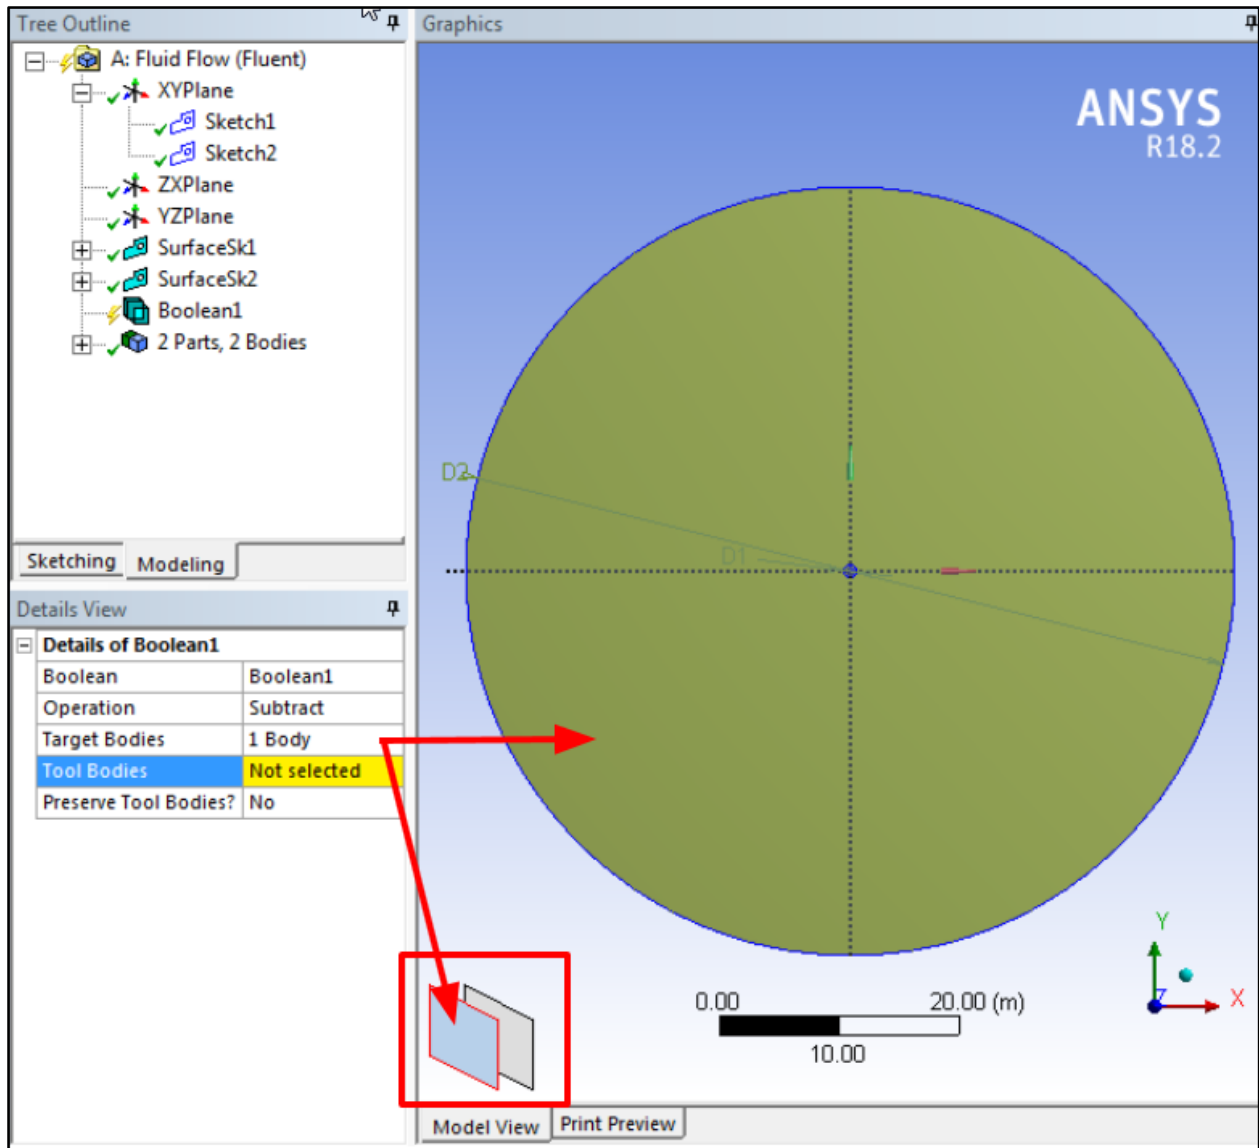 Tree Outline
A: Fluid Flow (Fluent)
XYPlane
Sketch1
Sketch2
ZXPlane
YZPlane
SurfaceSk1
SurfaceSk2
Boolean1
2 Parts, 2 Bodies
Sketching Modeling
Details View
Details of Boolean1
Boolean Boolean1
Operation Subtract
Target Bodies 1 Body
Tool Bodies Not selected
Preserve Tool Bodies? No
Graphics
ANSYS
R18.2
D2
D1
Y
Z X
0.00 20.00 (m)
10.00
Model View Print Preview